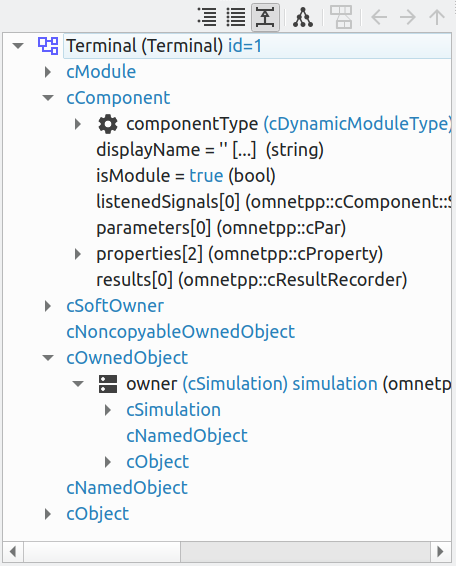 Terminal (Terminal) id=1
cModule
cComponent
componentType (cDynamicModuleType)
displayName = '' [...] (string)
isModule = true (bool)
listenedSignals[0] (omnetpp::cComponent::S
parameters[0] (omnetpp::cPar)
properties[2] (omnetpp::cProperty)
results[0] (omnetpp::cResultRecorder)
cSoftOwner
cNoncopyableOwnedObject
cOwnedObject
owner (cSimulation) simulation (omnetp
cSimulation
cNamedObject
cObject
cNamedObject
cObject